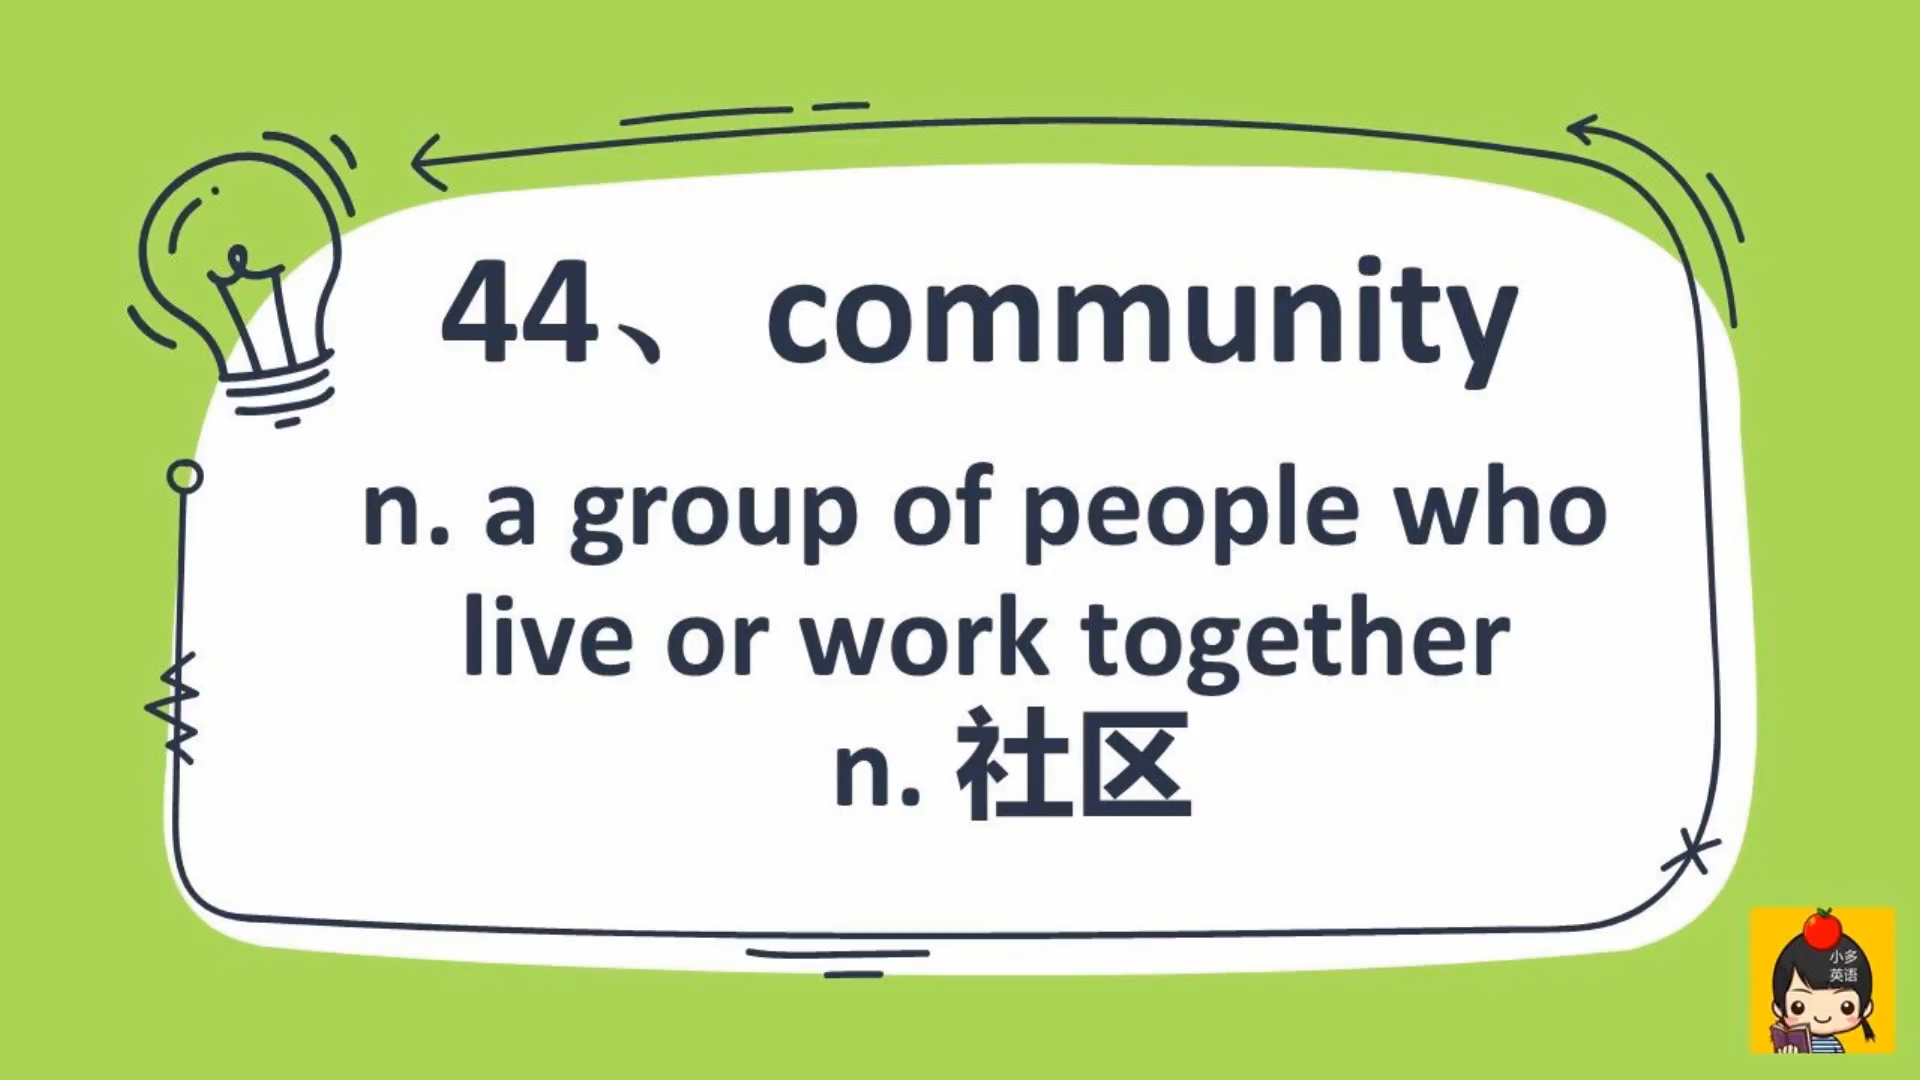 44、 community
n. a group of people who
live or work together
n. 社区
小多
英语